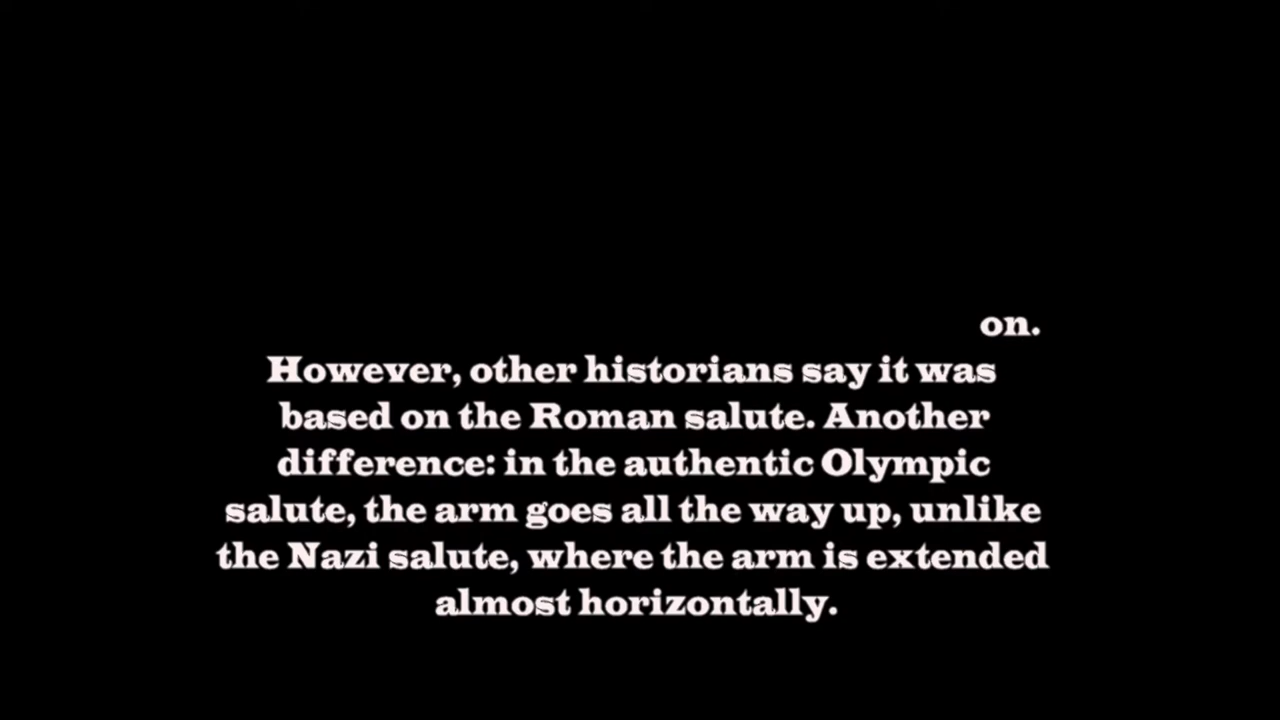 on.
However, other historians say it was
based on the Roman salute. Another
difference: in the authentic Olympic
salute, the arm goes all the way up, unlike
the Nazi salute, where the arm is extended
almost horizontally.